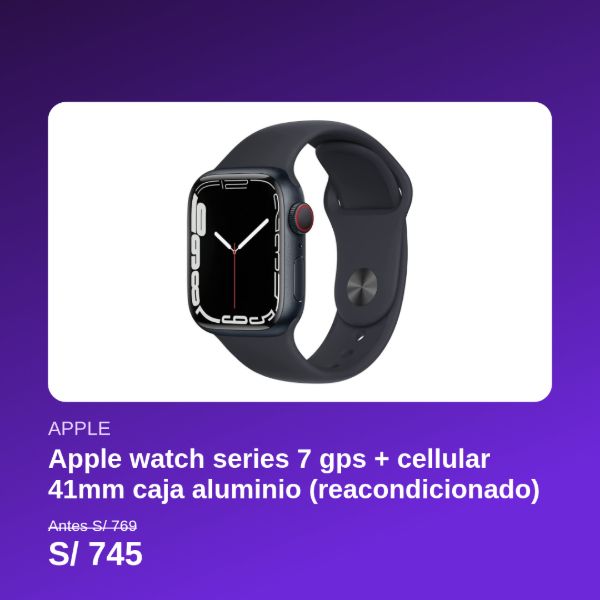 APPLE
Apple watch series 7 gps + cellular
41mm caja aluminio (reacondicionado)
Antes S/ 769
S/ 745